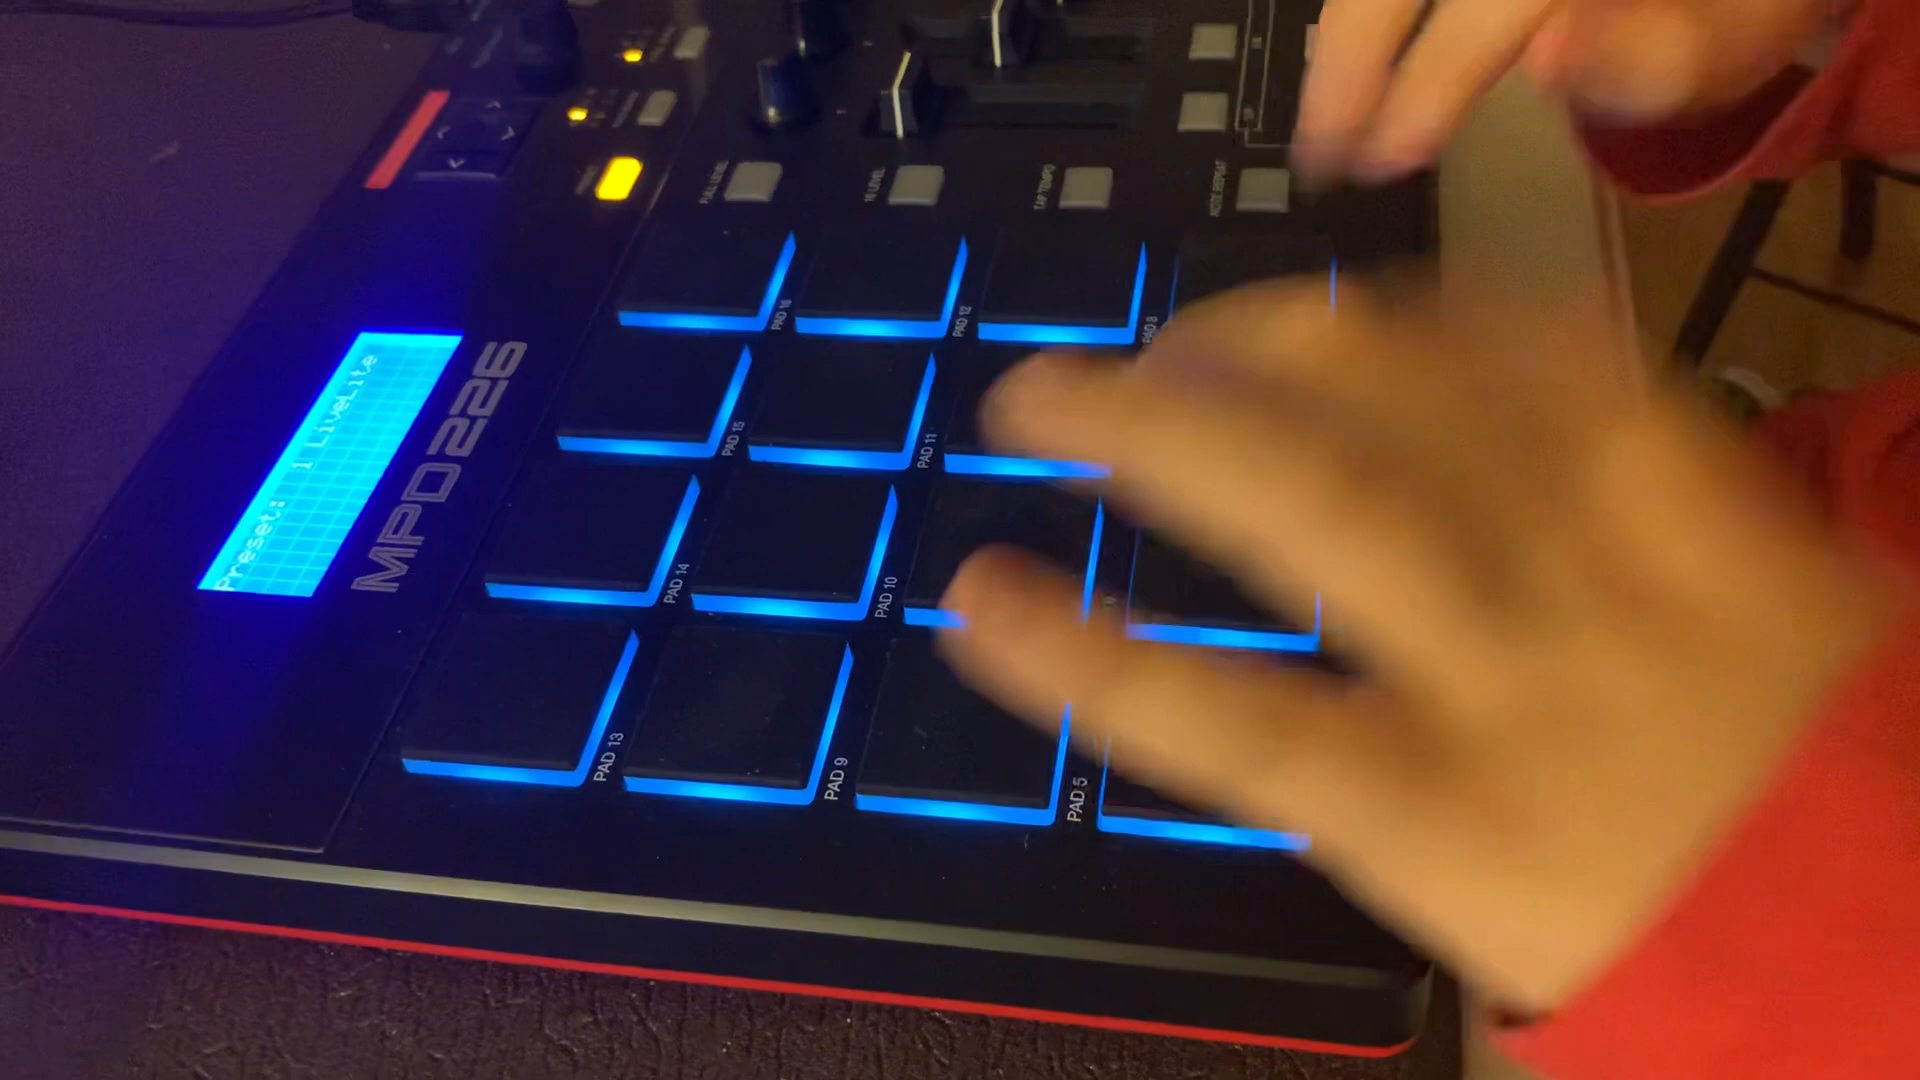 Preset: 1 LiveLite
MPD226
FULL LEVEL
16 LEVEL
TAP TEMPO
NOTE REPEAT
PAD 16
PAD 12
PAD 8
PAD 15
PAD 11
PAD 14
PAD 10
PAD 13
PAD 9
PAD 5